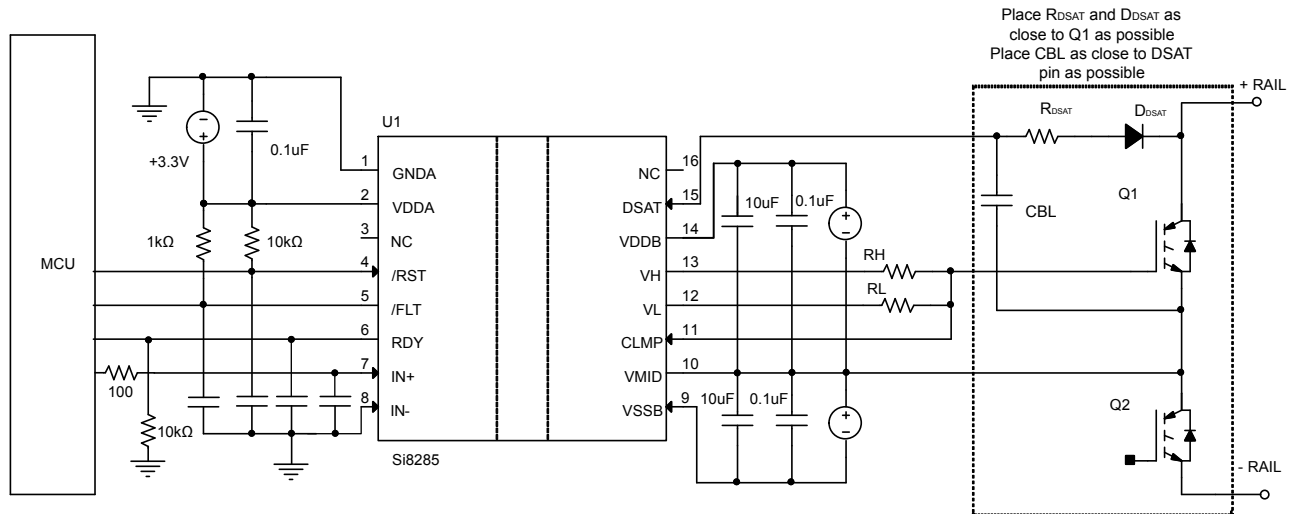 Place RDSAT and DDSAT as
close to Q1 as possible
Place CBL as close to DSAT
pin as possible
+ RAIL
RDSAT
DDSAT
U1
+3.3V
0.1uF
1
GNDA
2
VDDA
3
NC
4
/RST
5
/FLT
6
RDY
7
IN+
8
IN-
16
NC
15
DSAT
14
VDDB
13
VH
12
VL
11
CLMP
10
VMID
9
VSSB
Si8285
MCU
1kΩ
10kΩ
100
10kΩ
10uF
0.1uF
RH
RL
10uF
0.1uF
CBL
Q1
Q2
- RAIL